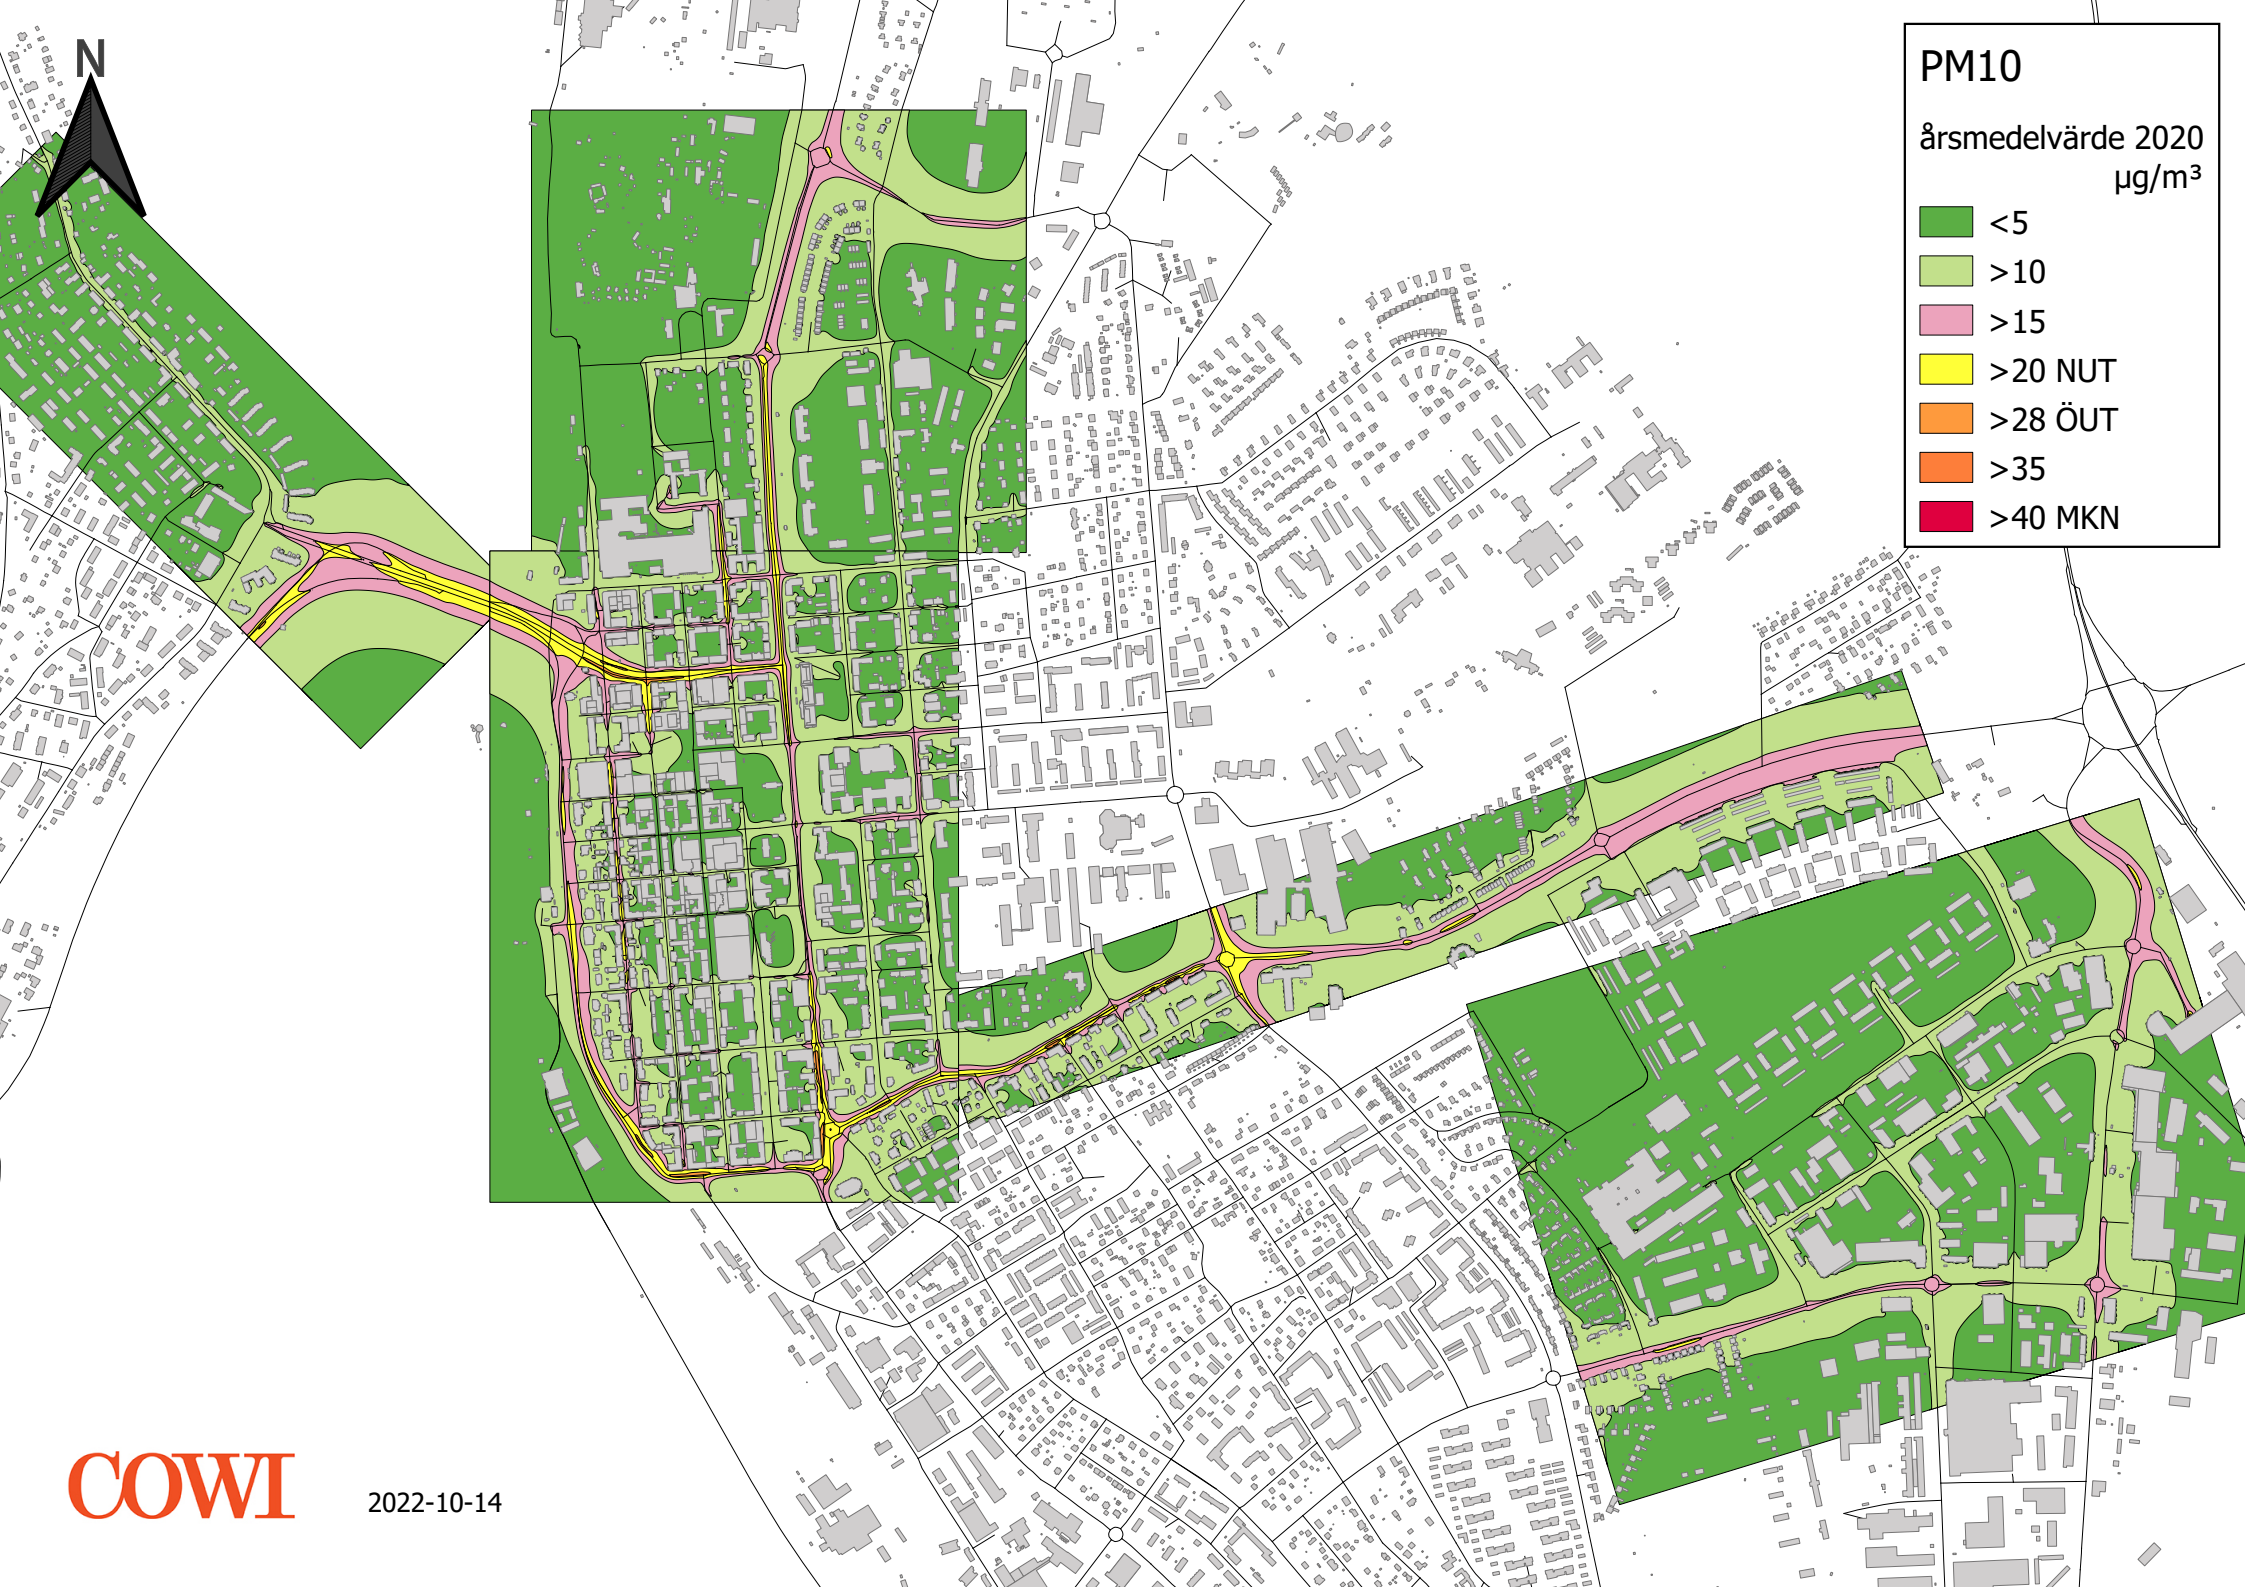 N
PM10
årsmedelvärde 2020
µg/m³
<5
>10
>15
>20 NUT
>28 ÖUT
>35
>40 MKN
COWI
2022-10-14